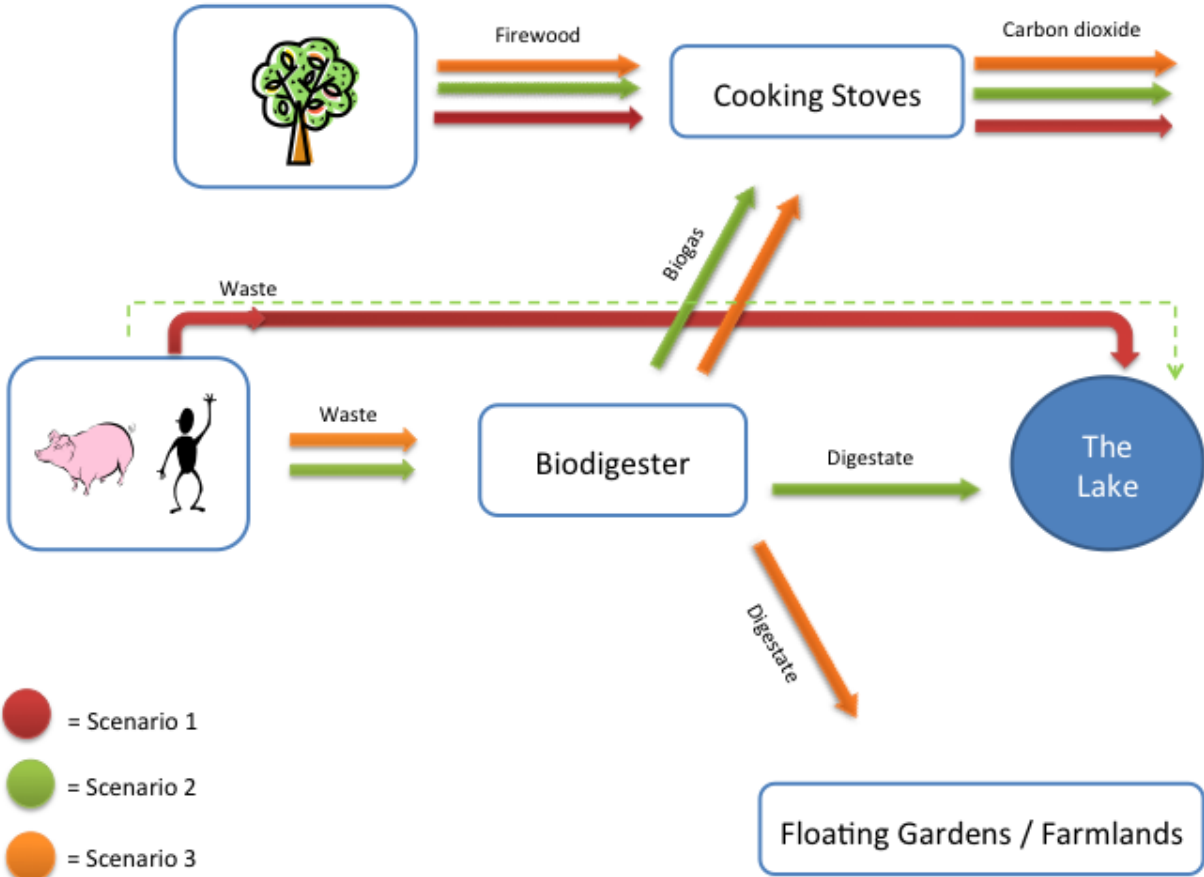 Firewood
Carbon dioxide
Cooking Stoves
Biogas
Waste
Waste
Biodigester
Digestate
The
Lake
Digestate
= Scenario 1
= Scenario 2
= Scenario 3
Floating Gardens / Farmlands